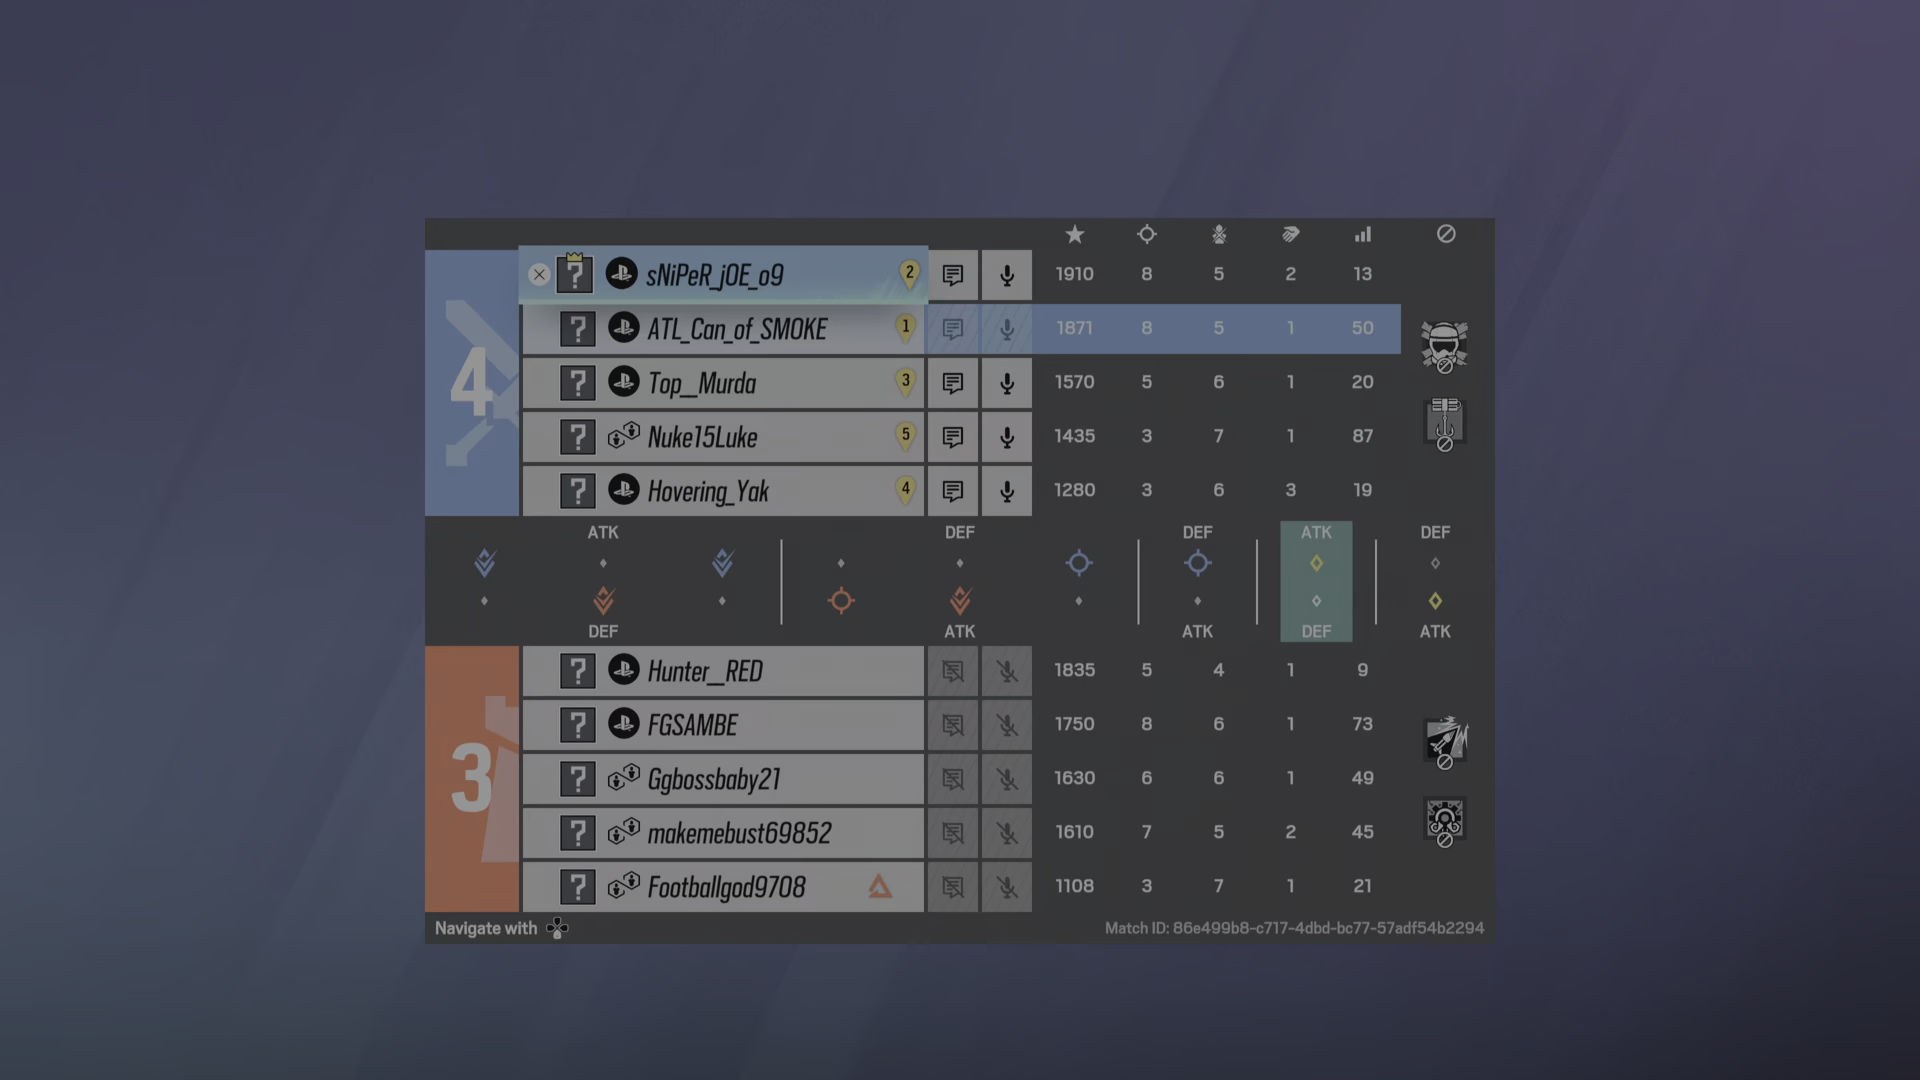 4
? sNiPeR_jOE_o9 2 1910 8 5 2 13
? ATL_Can_of_SMOKE 1 1871 8 5 1 50
? Top__Murda 3 1570 5 6 1 20
? Nuke15Luke 5 1435 3 7 1 87
? Hovering_Yak 4 1280 3 6 3 19
ATK DEF DEF ATK DEF
DEF ATK ATK DEF ATK
3
? Hunter__RED 1835 5 4 1 9
? FGSAMBE 1750 8 6 1 73
? Ggbossbaby21 1630 6 6 1 49
? makemebust69852 1610 7 5 2 45
? Footballgod9708 1108 3 7 1 21
Navigate with Match ID: 86e499b8-c717-4dbd-bc77-57adf54b2294